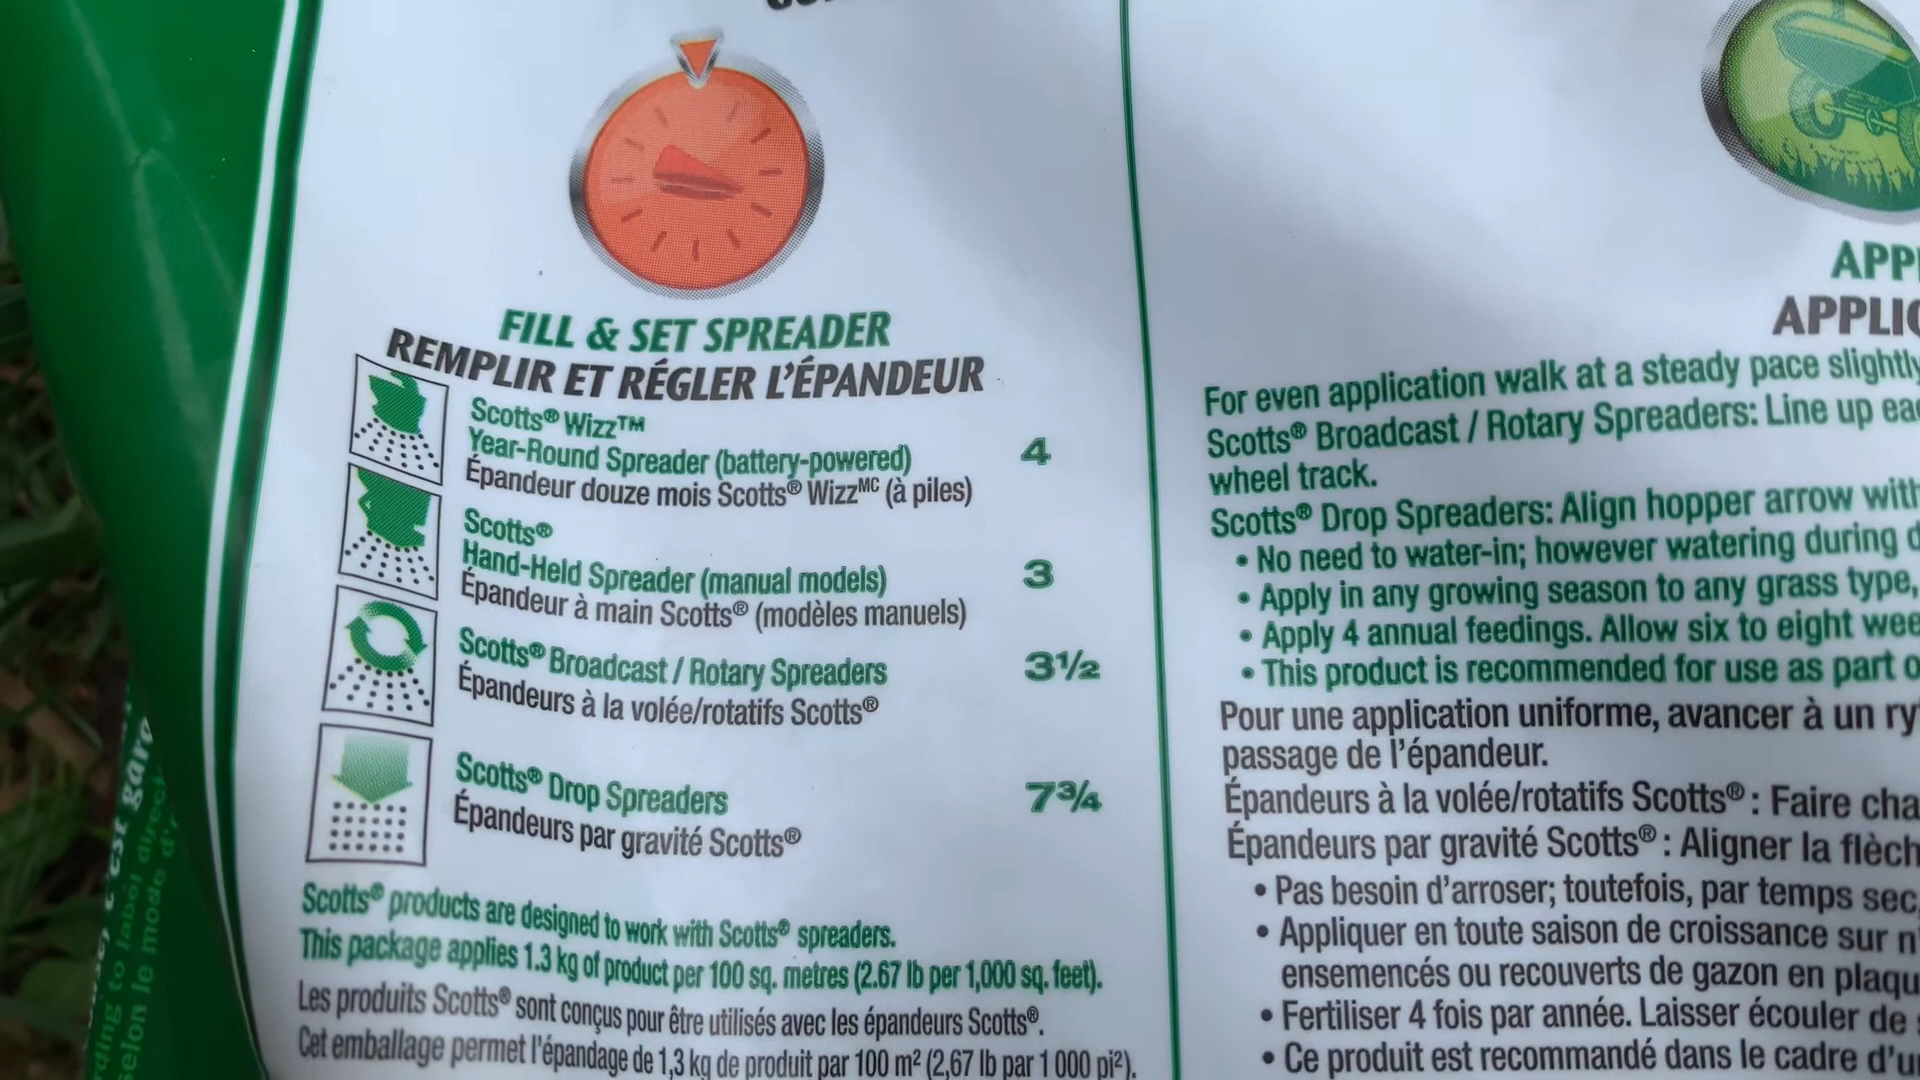 FILL & SET SPREADER
REMPLIR ET RÉGLER L'ÉPANDEUR
Scotts® Wizz™
Year-Round Spreader (battery-powered) 4
Épandeur douze mois Scotts® Wizzᴹᶜ (à piles)
Scotts®
Hand-Held Spreader (manual models) 3
Épandeur à main Scotts® (modèles manuels)
Scotts® Broadcast / Rotary Spreaders 3½
Épandeurs à la volée/rotatifs Scotts®
Scotts® Drop Spreaders 7¾
Épandeurs par gravité Scotts®
Scotts® products are designed to work with Scotts® spreaders.
This package applies 1.3 kg of product per 100 sq. metres (2.67 lb per 1,000 sq. feet).
Les produits Scotts® sont conçus pour être utilisés avec les épandeurs Scotts®.
Cet emballage permet l'épandage de 1,3 kg de produit par 100 m² (2,67 lb par 1 000 pi²).
APP
APPLI
For even application walk at a steady pace slightly
Scotts® Broadcast / Rotary Spreaders: Line up
wheel track.
Scotts® Drop Spreaders: Align hopper arrow with
• No need to water-in; however watering during
• Apply in any growing season to any grass type,
• Apply 4 annual feedings. Allow six to eight
• This product is recommended for use as part
Pour une application uniforme, avancer à un
passage de l'épandeur.
Épandeurs à la volée/rotatifs Scotts® : Faire
Épandeurs par gravité Scotts® : Aligner la
• Pas besoin d'arroser; toutefois, par temps sec,
• Appliquer en toute saison de croissance sur
ensemencés ou recouverts de gazon en
• Fertiliser 4 fois par année. Laisser écouler de
• Ce produit est recommandé dans le cadre
to label direct
selon le mode